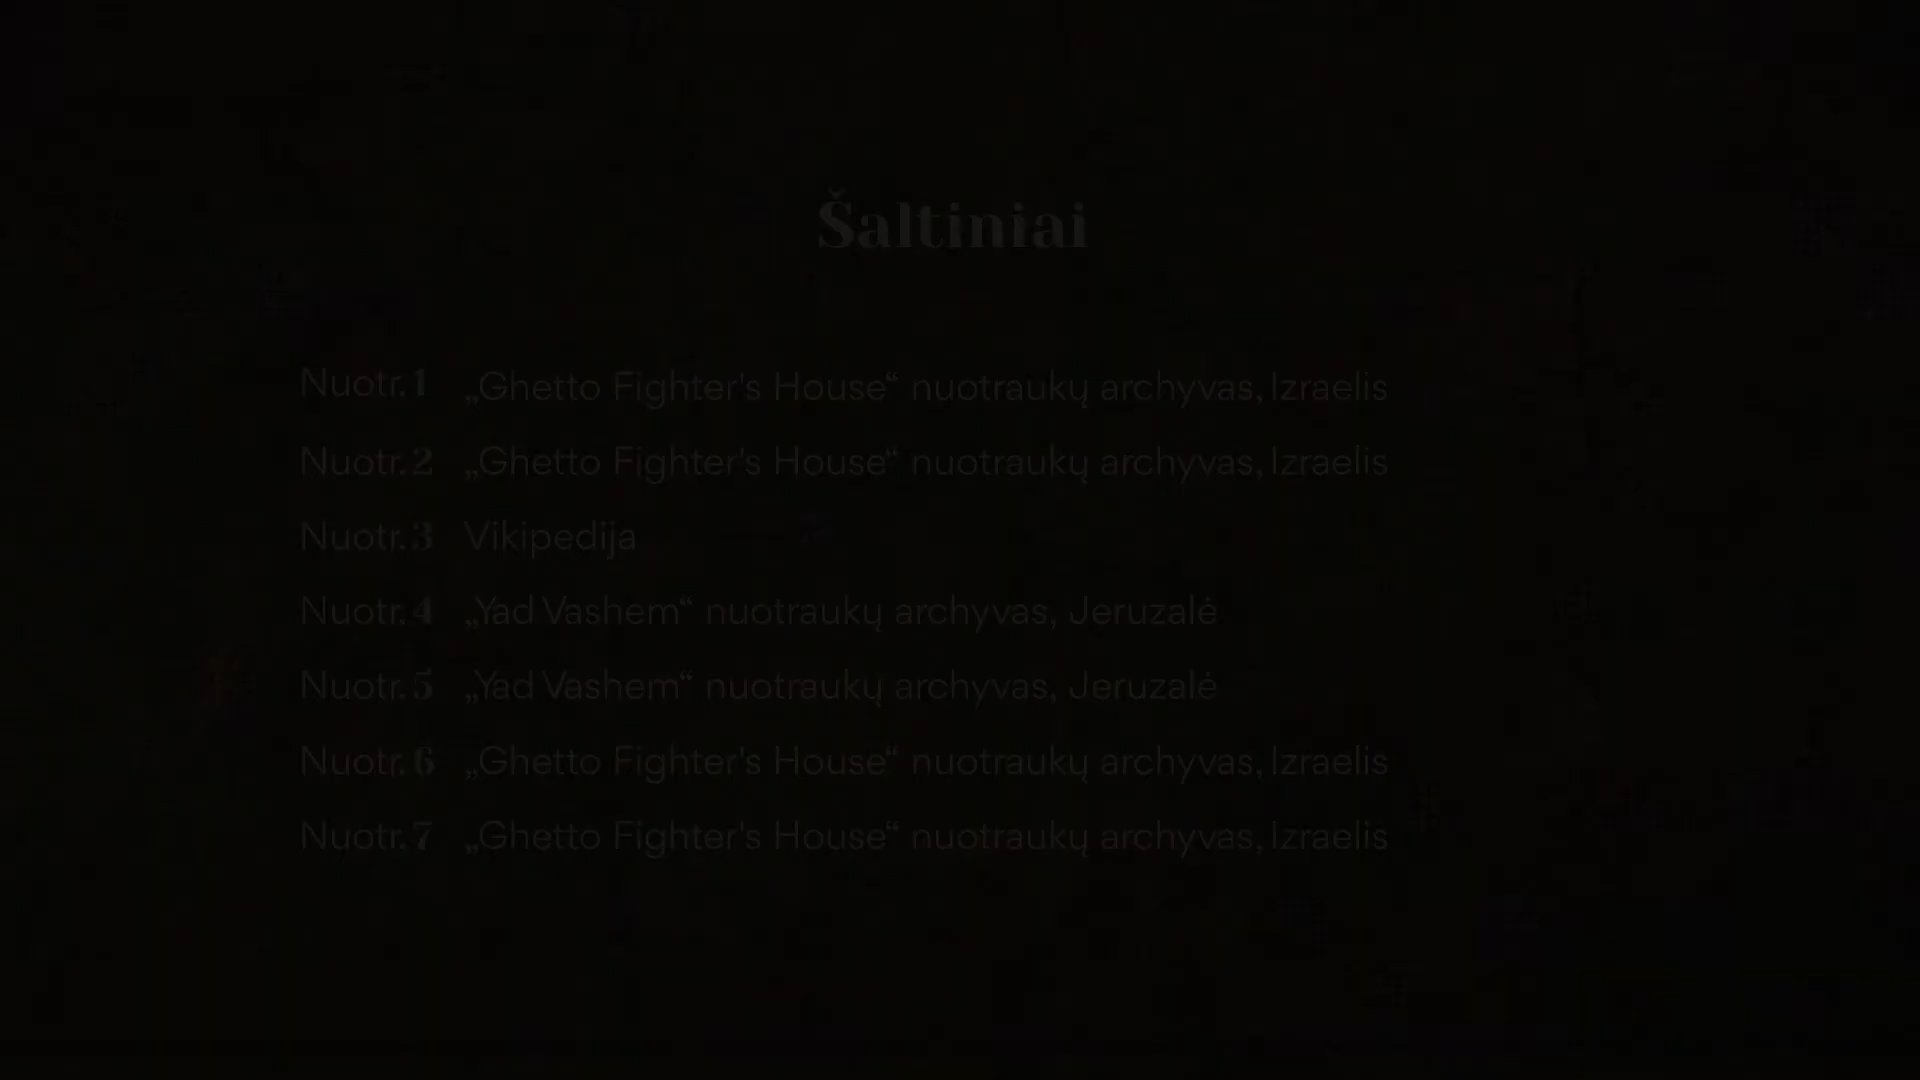 Šaltiniai
Nuotr. 1 „Ghetto Fighter's House“ nuotraukų archyvas, Izraelis
Nuotr. 2 „Ghetto Fighter's House“ nuotraukų archyvas, Izraelis
Nuotr. 3 Vikipedija
Nuotr. 4 „Yad Vashem“ nuotraukų archyvas, Jeruzalė
Nuotr. 5 „Yad Vashem“ nuotraukų archyvas, Jeruzalė
Nuotr. 6 „Ghetto Fighter's House“ nuotraukų archyvas, Izraelis
Nuotr. 7 „Ghetto Fighter's House“ nuotraukų archyvas, Izraelis